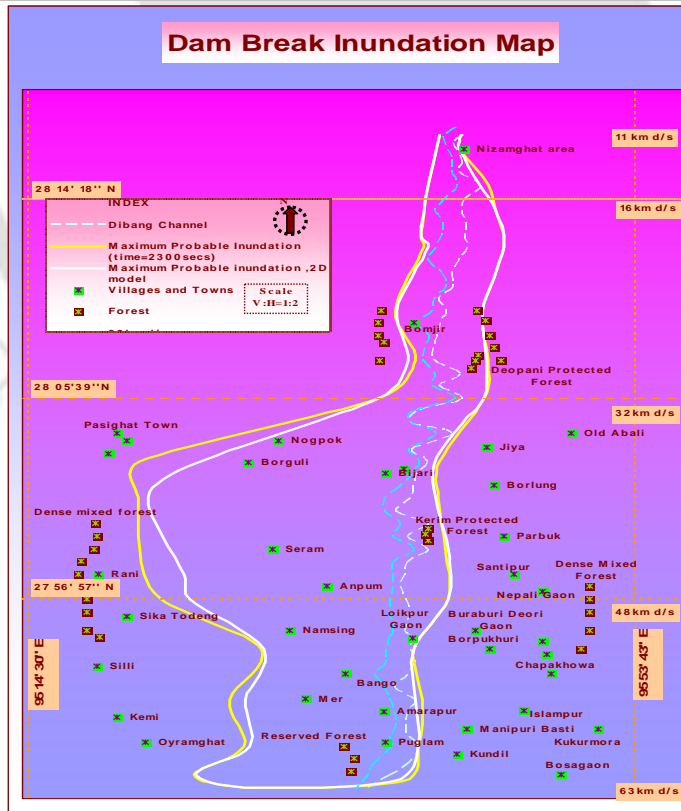 Dam Break Inundation Map
11 km d/s
Nizamghat area
28 14' 18'' N
16 km d/s
INDEX
N
Dibang Channel
Maximum Probable Inundation
(time=2300secs)
Maximum Probable inundation ,2D
model
Villages and Towns
Scale
V:H=1:2
Forest
Bomjir
Deopani Protected
Forest
28 05'39''N
32 km d/s
Pasighat Town
Nogpok
Old Abali
Jiya
Borguli
Bijari
Borlung
Dense mixed forest
Kerim Protected
Forest
Parbuk
Seram
Santipur
Dense Mixed
Forest
Rani
Anpum
Nepali Gaon
27 56' 57'' N
48km d/s
Sika Todeng
Loikpur
Gaon
Buraburi Deori
Gaon
Namsing
Borpukhuri
95 14' 30'' E
95 53' 43'' E
Silli
Chapakhowa
Bango
Mer
Amarapur
Islampur
Kemi
Manipuri Basti
Kukurmora
Oyramghat
Reserved Forest
Puglam
Kundil
Bosagaon
63 km d/s